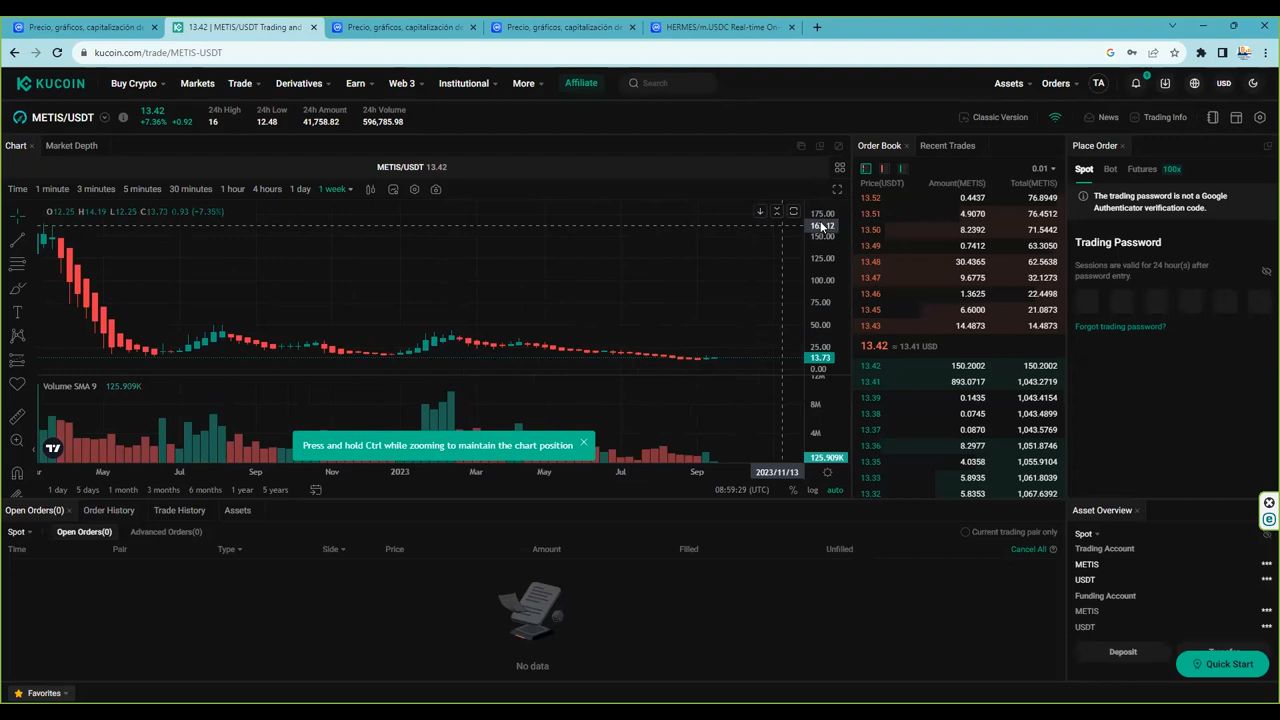 Precio, gráficos, capitalización de
13.42 | METIS/USDT Trading and
Precio, gráficos, capitalización de
Precio, gráficos, capitalización de
HERMES/m.USDC Real-time On-
kucoin.com/trade/METIS-USDT
KUCOIN
Buy Crypto
Markets
Trade
Derivatives
Earn
Web 3
Institutional
More
Affiliate
Search
Assets
Orders
TA
USD
METIS/USDT
13.42
+7.36% +0.92
24h High
16
24h Low
12.48
24h Amount
41,758.82
24h Volume
596,785.98
Classic Version
News
Trading Info
Chart
Market Depth
METIS/USDT 13.42
Time
1 minute
3 minutes
5 minutes
30 minutes
1 hour
4 hours
1 day
1 week
O12.25 H14.19 L12.25 C13.73 0.93 (+7.35%)
175.00
150.00
125.00
100.00
75.00
50.00
25.00
13.73
0.00
Volume SMA 9 125.909K
12M
8M
4M
125.909K
Press and hold Ctrl while zooming to maintain the chart position
May
Jul
Sep
Nov
2023
Mar
May
Jul
Sep
2023/11/13
1 day
5 days
1 month
3 months
6 months
1 year
5 years
08:59:29 (UTC)
%
log
auto
Order Book
Recent Trades
0.01
Price(USDT)
Amount(METIS)
Total(METIS)
13.52 0.4437 76.8949
13.51 4.9070 76.4512
13.50 8.2392 71.5442
13.49 0.7412 63.3050
13.48 30.4365 62.5638
13.47 9.6775 32.1273
13.46 1.3625 22.4498
13.45 6.6000 21.0873
13.43 14.4873 14.4873
13.42 ≈ 13.41 USD
13.42 150.2002 150.2002
13.41 893.0717 1,043.2719
13.39 0.1435 1,043.4154
13.38 0.0745 1,043.4899
13.37 0.0870 1,043.5769
13.36 8.2977 1,051.8746
13.35 4.0358 1,055.9104
13.33 5.8935 1,061.8039
13.32 5.8353 1,067.6392
Place Order
Spot
Bot
Futures
100x
The trading password is not a Google
Authenticator verification code.
Trading Password
Sessions are valid for 24 hour(s) after
password entry.
Forgot trading password?
Open Orders(0)
Order History
Trade History
Assets
Spot
Open Orders(0)
Advanced Orders(0)
Current trading pair only
Time
Pair
Type
Side
Price
Amount
Filled
Unfilled
Cancel All
No data
Asset Overview
Spot
Trading Account
METIS ***
USDT ***
Funding Account
METIS ***
USDT ***
Deposit
Quick Start
Favorites